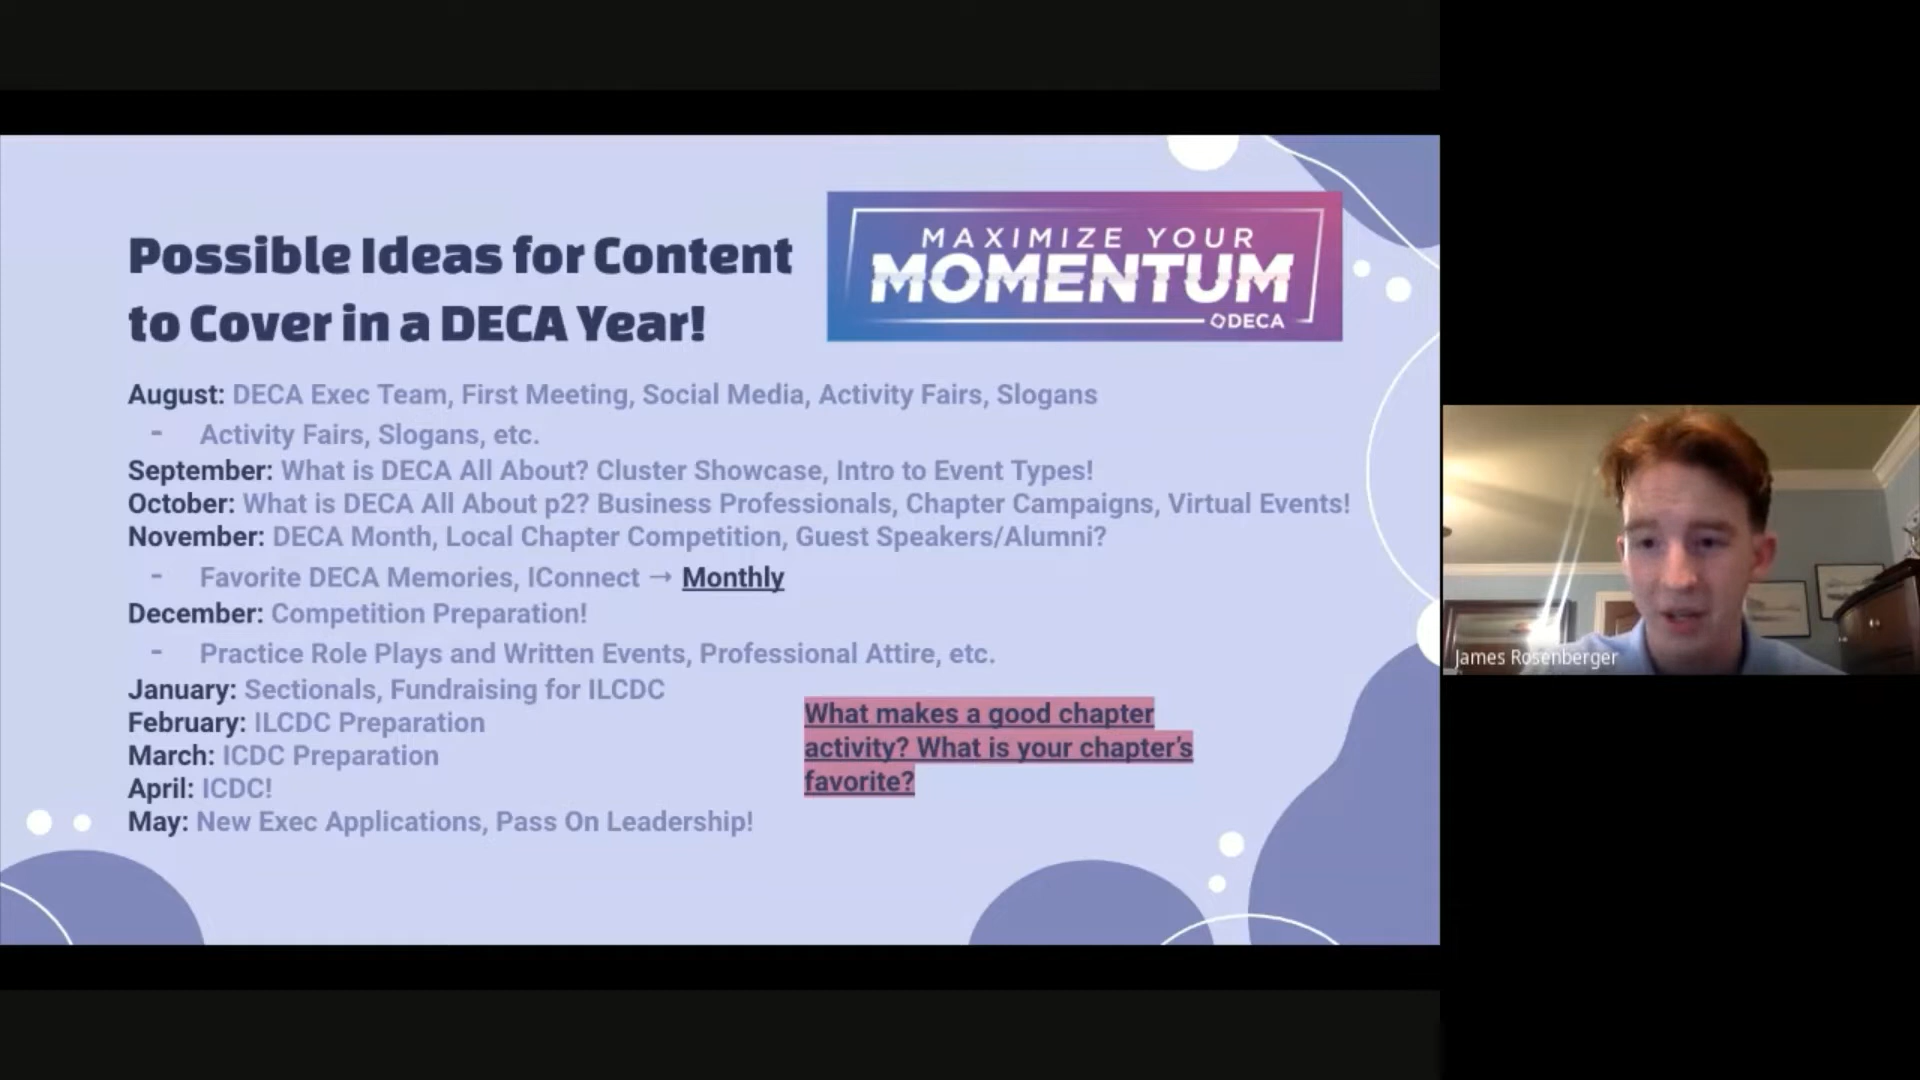 Possible Ideas for Content
to Cover in a DECA Year!
MAXIMIZE YOUR
MOMENTUM
DECA
August: DECA Exec Team, First Meeting, Social Media, Activity Fairs, Slogans
- Activity Fairs, Slogans, etc.
September: What is DECA All About? Cluster Showcase, Intro to Event Types!
October: What is DECA All About p2? Business Professionals, Chapter Campaigns, Virtual Events!
November: DECA Month, Local Chapter Competition, Guest Speakers/Alumni?
- Favorite DECA Memories, IConnect → Monthly
December: Competition Preparation!
- Practice Role Plays and Written Events, Professional Attire, etc.
January: Sectionals, Fundraising for ILCDC
February: ILCDC Preparation
March: ICDC Preparation
April: ICDC!
May: New Exec Applications, Pass On Leadership!
What makes a good chapter
activity? What is your chapter's
favorite?
James Rosenberger